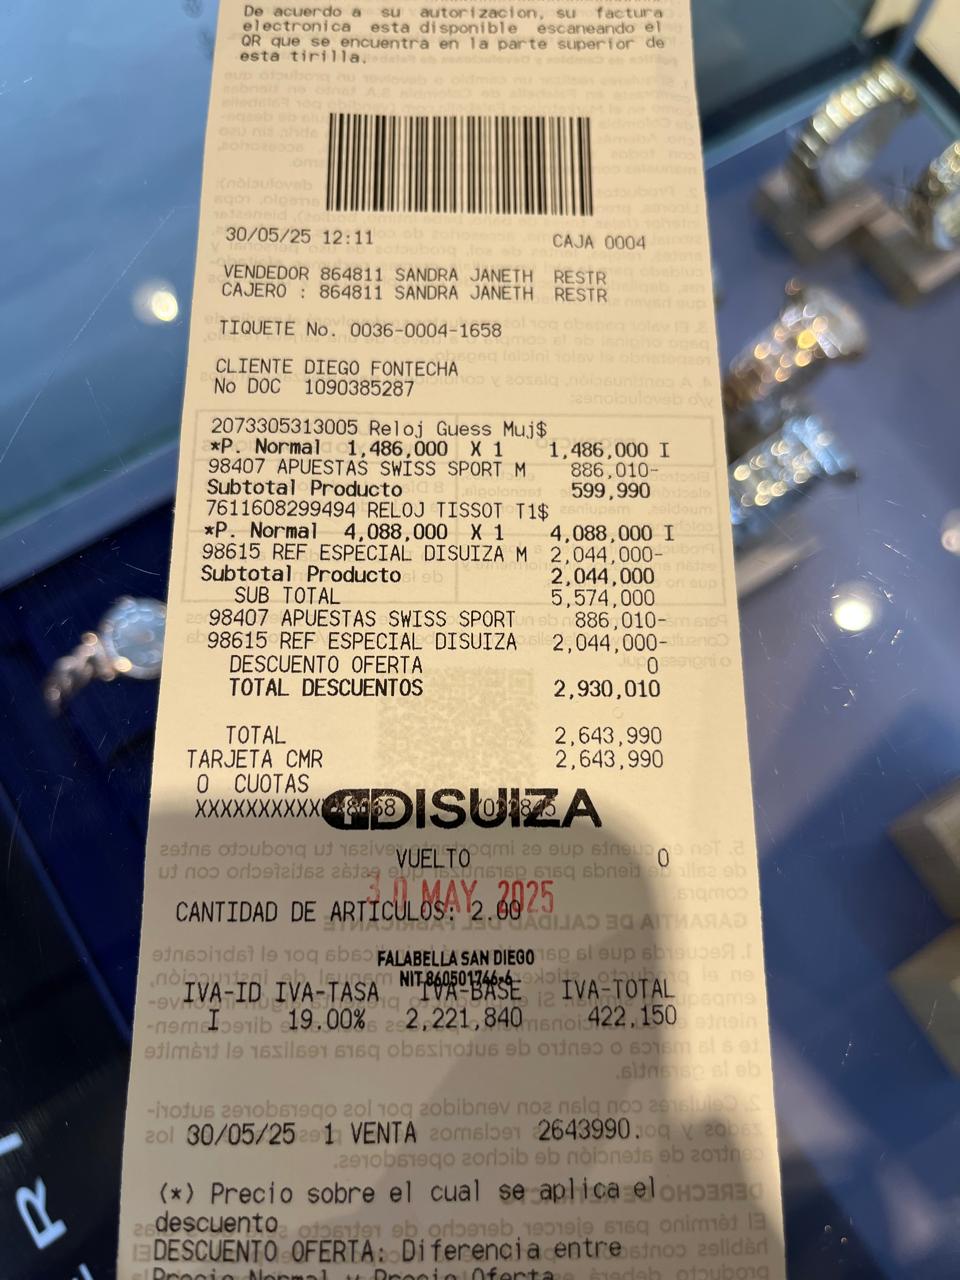 De acuerdo a su autorizacion, su factura
electronica esta disponible escaneando el
QR que se encuentra en la parte superior de
esta tirilla.
30/05/25 12:11 CAJA 0004
VENDEDOR 864811 SANDRA JANETH RESTR
CAJERO : 864811 SANDRA JANETH RESTR
TIQUETE No. 0036-0004-1658
CLIENTE DIEGO FONTECHA
No DOC 1090385287
2073305313005 Reloj Guess Muj$
*P. Normal 1,486,000 X 1 1,486,000 I
98407 APUESTAS SWISS SPORT M 886,010-
Subtotal Producto 599,990
7611608299494 RELOJ TISSOT T1$
*P. Normal 4,088,000 X 1 4,088,000 I
98615 REF ESPECIAL DISUIZA M 2,044,000-
Subtotal Producto 2,044,000
SUB TOTAL 5,574,000
98407 APUESTAS SWISS SPORT 886,010-
98615 REF ESPECIAL DISUIZA 2,044,000-
DESCUENTO OFERTA 0
TOTAL DESCUENTOS 2,930,010
TOTAL 2,643,990
TARJETA CMR 2,643,990
0 CUOTAS
DISUIZA
VUELTO 0
30 MAY 2025
CANTIDAD DE ARTICULOS: 2.00
FALABELLA SAN DIEGO
NIT 860501746-6
IVA-ID IVA-TASA IVA-BASE IVA-TOTAL
I 19.00% 2,221,840 422,150
30/05/25 1 VENTA 2643990.
(*) Precio sobre el cual se aplica el
descuento
DESCUENTO OFERTA: Diferencia entre
Precio Normal y Precio Oferta